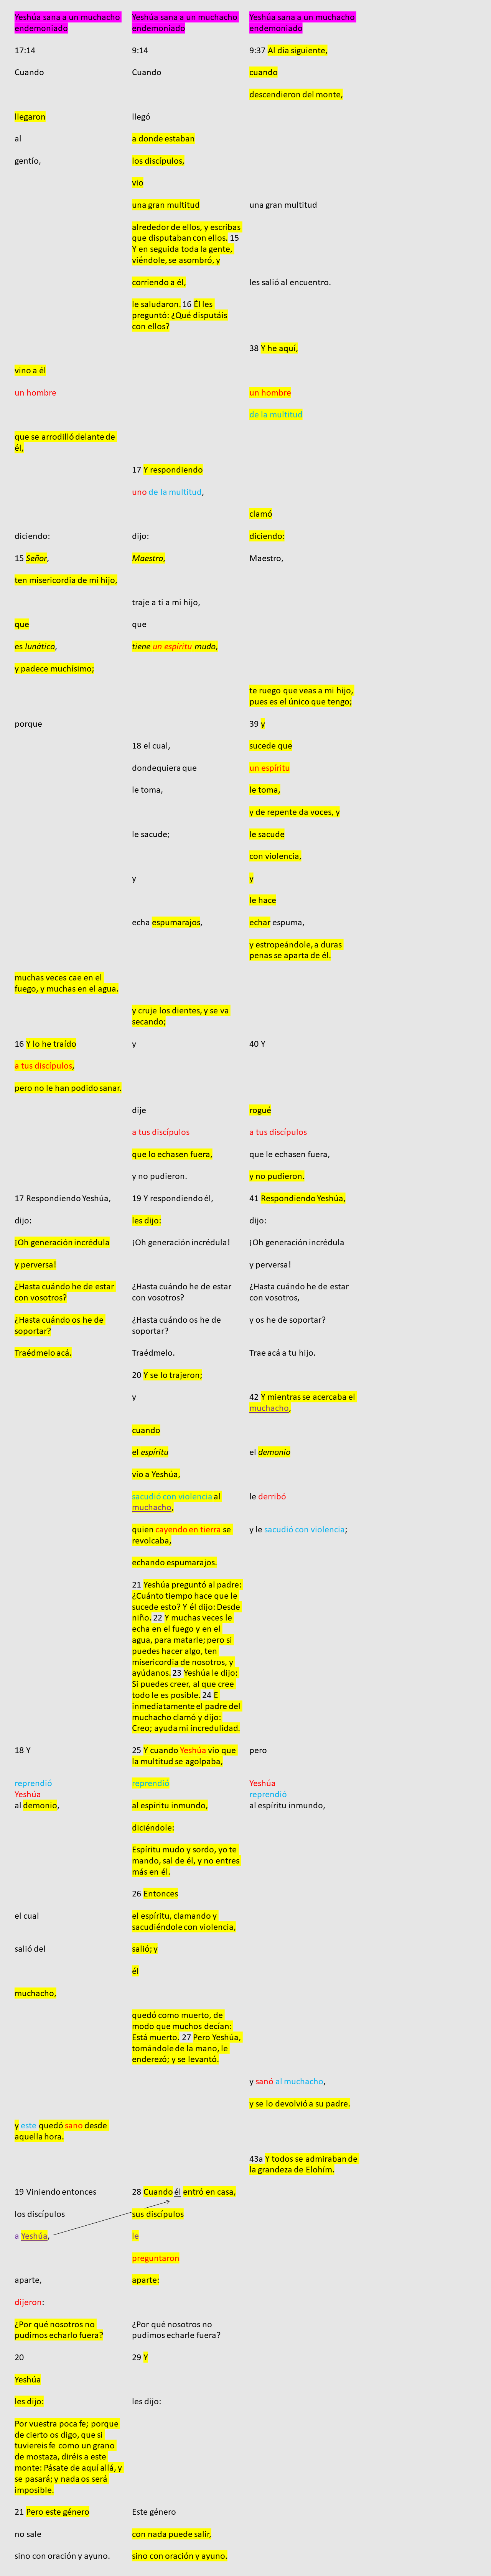 Yeshúa sana a un muchacho
endemoniado
17:14
Cuando
llegaron
al
gentío,
vino a él
un hombre
que se arrodilló delante de
él,
diciendo:
15 Señor,
ten misericordia de mi hijo,
que
es lunático,
y padece muchísimo;
porque
muchas veces cae en el
fuego, y muchas en el agua.
16 Y lo he traído
a tus discípulos,
pero no le han podido sanar.
17 Respondiendo Yeshúa,
dijo:
¡Oh generación incrédula
y perversa!
¿Hasta cuándo he de estar
con vosotros?
¿Hasta cuándo os he de
soportar?
Traédmelo acá.
18 Y
reprendió
Yeshúa
al demonio,
el cual
salió del
muchacho,
y este quedó sano desde
aquella hora.
19 Viniendo entonces
los discípulos
a Yeshúa,
aparte,
dijeron:
¿Por qué nosotros no
pudimos echarlo fuera?
20
Yeshúa
les dijo:
Por vuestra poca fe; porque
de cierto os digo, que si
tuviereis fe como un grano
de mostaza, diréis a este
monte: Pásate de aquí allá, y
se pasará; y nada os será
imposible.
21 Pero este género
no sale
sino con oración y ayuno.
Yeshúa sana a un muchacho
endemoniado
9:14
Cuando
llegó
a donde estaban
los discípulos,
vio
una gran multitud
alrededor de ellos, y escribas
que disputaban con ellos. 15
Y en seguida toda la gente,
viéndole, se asombró, y
corriendo a él,
le saludaron. 16 Él les
preguntó: ¿Qué disputáis
con ellos?
17 Y respondiendo
uno de la multitud,
dijo:
Maestro,
traje a ti a mi hijo,
que
tiene un espíritu mudo,
18 el cual,
dondequiera que
le toma,
le sacude;
y
echa espumarajos,
y cruje los dientes, y se va
secando;
y
dije
a tus discípulos
que lo echasen fuera,
y no pudieron.
19 Y respondiendo él,
les dijo:
¡Oh generación incrédula!
¿Hasta cuándo he de estar
con vosotros?
¿Hasta cuándo os he de
soportar?
Traédmelo.
20 Y se lo trajeron;
y
cuando
el espíritu
vio a Yeshúa,
sacudió con violencia al
muchacho,
quien cayendo en tierra se
revolcaba,
echando espumarajos.
21 Yeshúa preguntó al padre:
¿Cuánto tiempo hace que le
sucede esto? Y él dijo: Desde
niño. 22 Y muchas veces le
echa en el fuego y en el
agua, para matarle; pero si
puedes hacer algo, ten
misericordia de nosotros, y
ayúdanos. 23 Yeshúa le dijo:
Si puedes creer, al que cree
todo le es posible. 24 E
inmediatamente el padre del
muchacho clamó y dijo:
Creo; ayuda mi incredulidad.
25 Y cuando Yeshúa vio que
la multitud se agolpaba,
reprendió
al espíritu inmundo,
diciéndole:
Espíritu mudo y sordo, yo te
mando, sal de él, y no entres
más en él.
26 Entonces
el espíritu, clamando y
sacudiéndole con violencia,
salió; y
él
quedó como muerto, de
modo que muchos decían:
Está muerto. 27 Pero Yeshúa,
tomándole de la mano, le
enderezó; y se levantó.
28 Cuando él entró en casa,
sus discípulos
le
preguntaron
aparte:
¿Por qué nosotros no
pudimos echarle fuera?
29 Y
les dijo:
Este género
con nada puede salir,
sino con oración y ayuno.
Yeshúa sana a un muchacho
endemoniado
9:37 Al día siguiente,
cuando
descendieron del monte,
una gran multitud
les salió al encuentro.
38 Y he aquí,
un hombre
de la multitud
clamó
diciendo:
Maestro,
te ruego que veas a mi hijo,
pues es el único que tengo;
39 y
sucede que
un espíritu
le toma,
y de repente da voces, y
le sacude
con violencia,
y
le hace
echar espuma,
y estropeándole, a duras
penas se aparta de él.
40 Y
rogué
a tus discípulos
que le echasen fuera,
y no pudieron.
41 Respondiendo Yeshúa,
dijo:
¡Oh generación incrédula
y perversa!
¿Hasta cuándo he de estar
con vosotros,
y os he de soportar?
Trae acá a tu hijo.
42 Y mientras se acercaba el
muchacho,
el demonio
le derribó
y le sacudió con violencia;
pero
Yeshúa
reprendió
al espíritu inmundo,
y sanó al muchacho,
y se lo devolvió a su padre.
43a Y todos se admiraban de
la grandeza de Elohím.